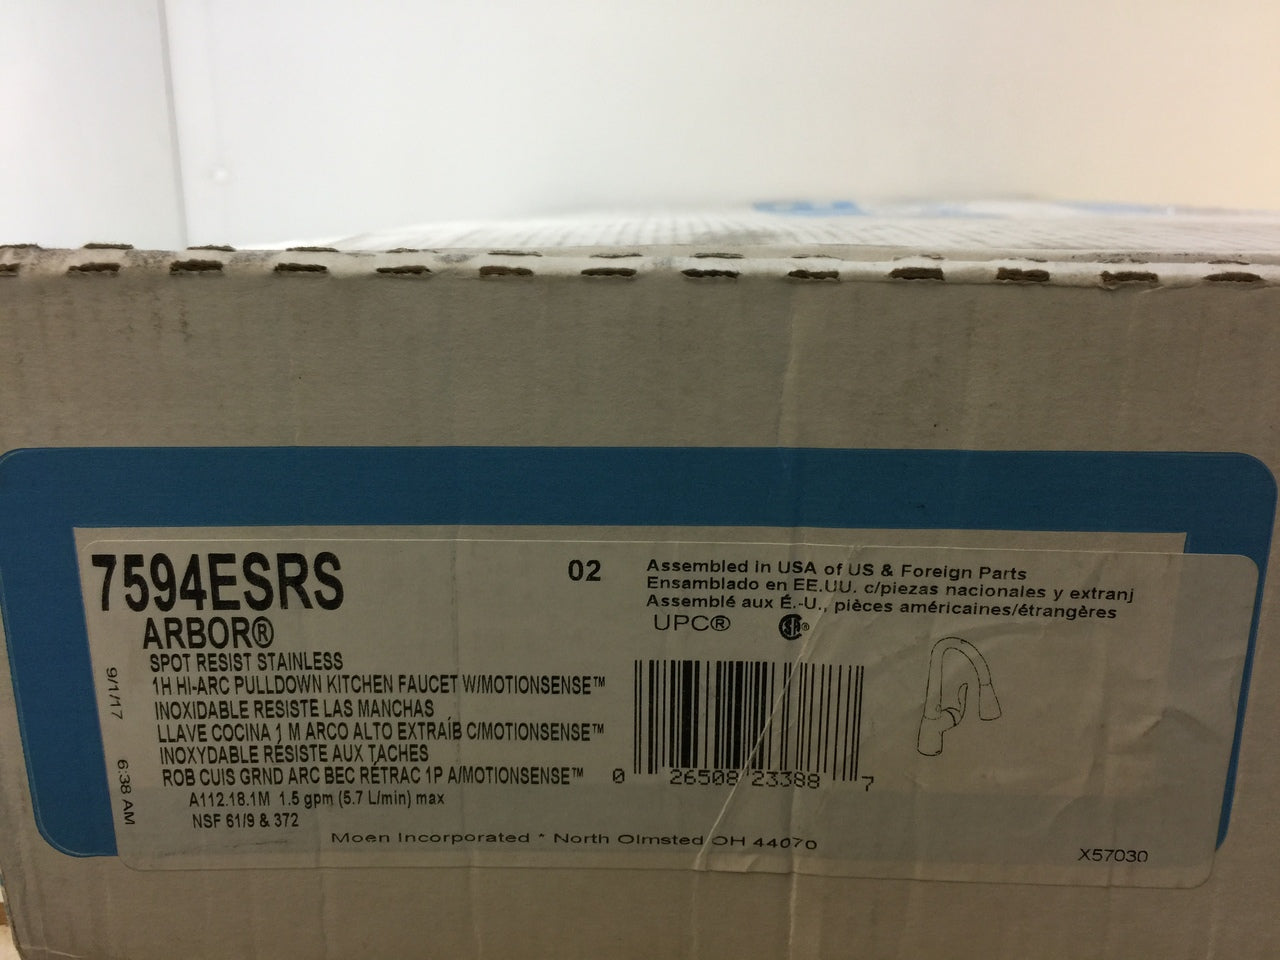 7594ESRS
02
ARBOR®
SPOT RESIST STAINLESS
1H HI-ARC PULLDOWN KITCHEN FAUCET W/MOTIONSENSE™
INOXIDABLE RESISTE LAS MANCHAS
LLAVE COCINA 1 M ARCO ALTO EXTRAÍB C/MOTIONSENSE™
INOXYDABLE RÉSISTE AUX TACHES
ROB CUIS GRND ARC BEC RÉTRAC 1P A/MOTIONSENSE™
A112.18.1M 1.5 gpm (5.7 L/min) max
NSF 61/9 & 372
9/1/17 6:38 AM
Assembled in USA of US & Foreign Parts
Ensamblado en EE.UU. c/piezas nacionales y extranj
Assemblé aux É.-U., pièces américaines/étrangères
UPC® SA®
0 26508 23388 7
Moen Incorporated * North Olmsted OH 44070
X57030